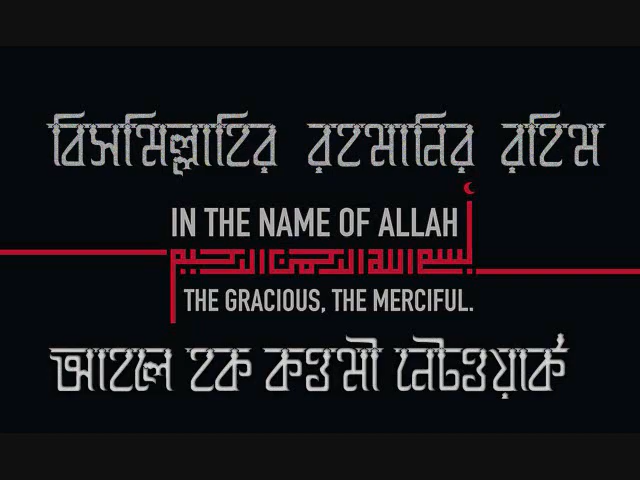 বিসমিল্লাহির রহমানির রহিম
IN THE NAME OF ALLAH
بسم الله الرحمن الرحيم
THE GRACIOUS, THE MERCIFUL.
আহলে হক কওমী নেটওয়ার্ক